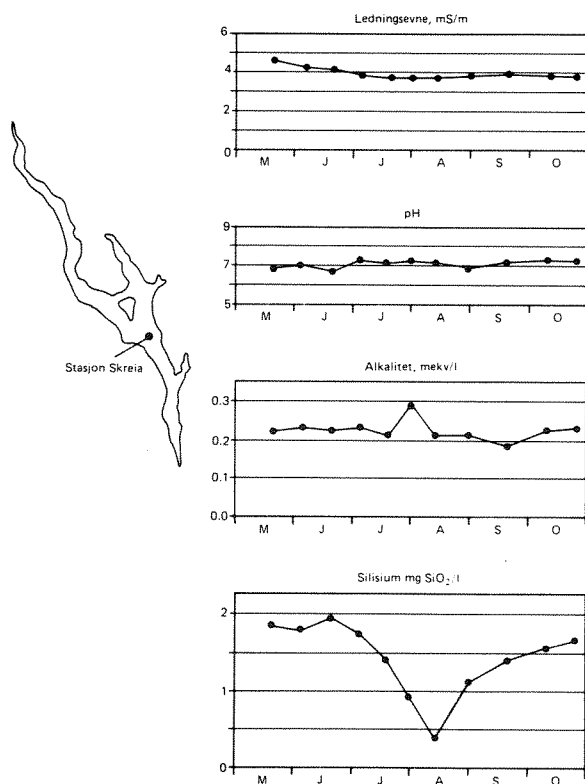 Ledningsevne, mS/m
6
4
2
0
M J J A S O
Stasjon Skreia
pH
9
7
5
M J J A S O
Alkalitet, mekv/l
0.3
0.2
0.1
0.0
M J J A S O
Silisium mg SiO₂/l
2
1
0
M J J A S O